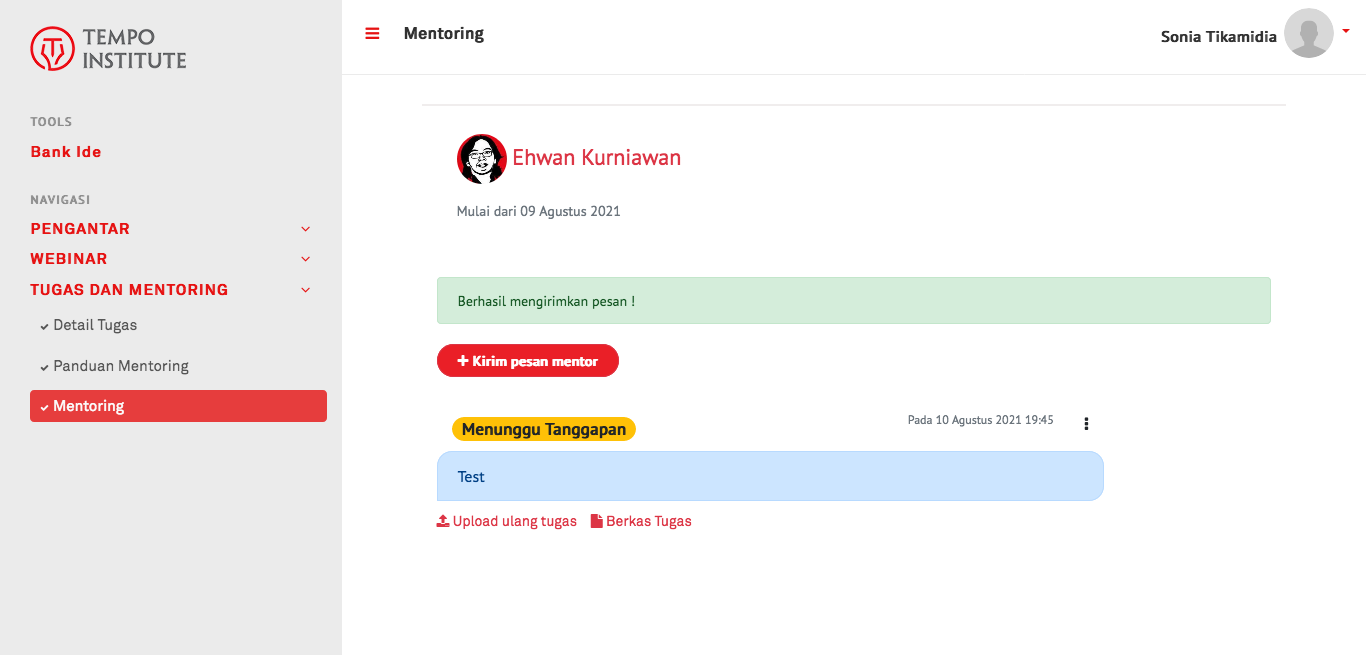 TEMPO
INSTITUTE
Mentoring
Sonia Tikamidia
TOOLS
Bank Ide
NAVIGASI
PENGANTAR
WEBINAR
TUGAS DAN MENTORING
Detail Tugas
Panduan Mentoring
Mentoring
Ehwan Kurniawan
Mulai dari 09 Agustus 2021
Berhasil mengirimkan pesan !
Kirim pesan mentor
Menunggu Tanggapan
Pada 10 Agustus 2021 19:45
Test
Upload ulang tugas Berkas Tugas